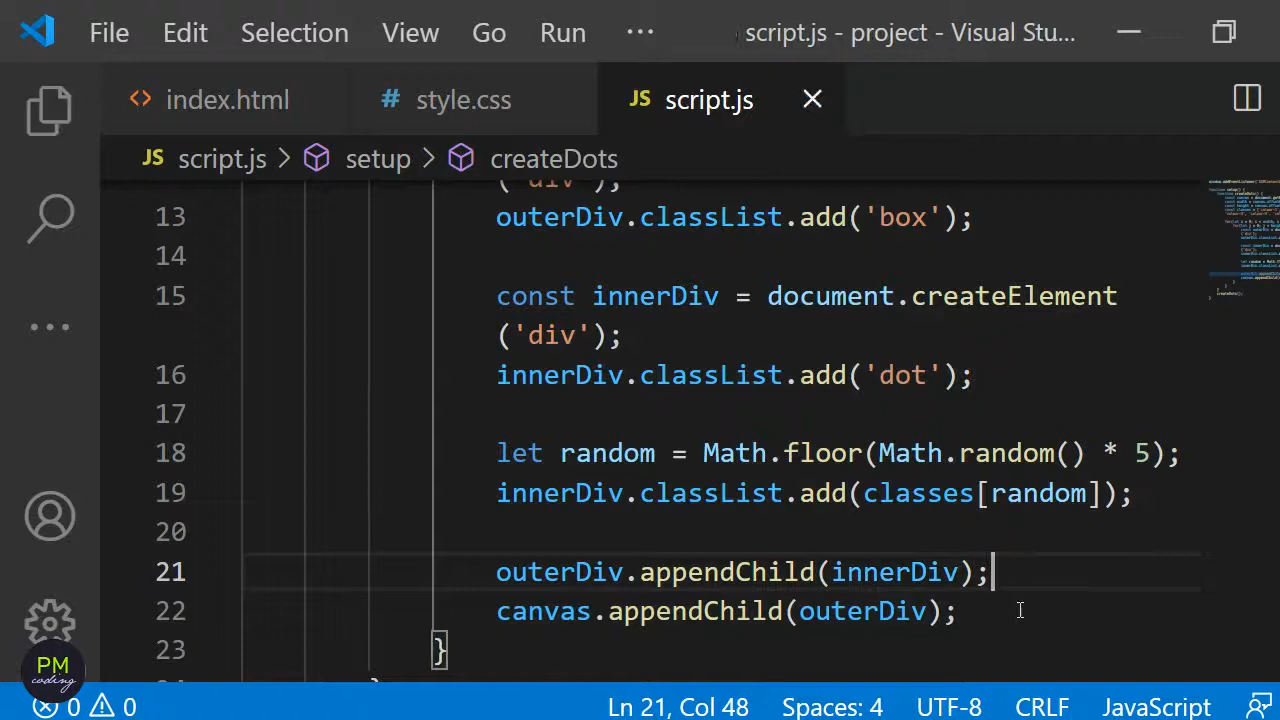 File Edit Selection View Go Run ··· script.js - project - Visual Stu...
index.html # style.css JS script.js
JS script.js > setup > createDots
('div');
13 outerDiv.classList.add('box');
14
15 const innerDiv = document.createElement
('div');
16 innerDiv.classList.add('dot');
17
18 let random = Math.floor(Math.random() * 5);
19 innerDiv.classList.add(classes[random]);
20
21 outerDiv.appendChild(innerDiv);
22 canvas.appendChild(outerDiv);
23 }
PM
coding
0 0 Ln 21, Col 48 Spaces: 4 UTF-8 CRLF JavaScript